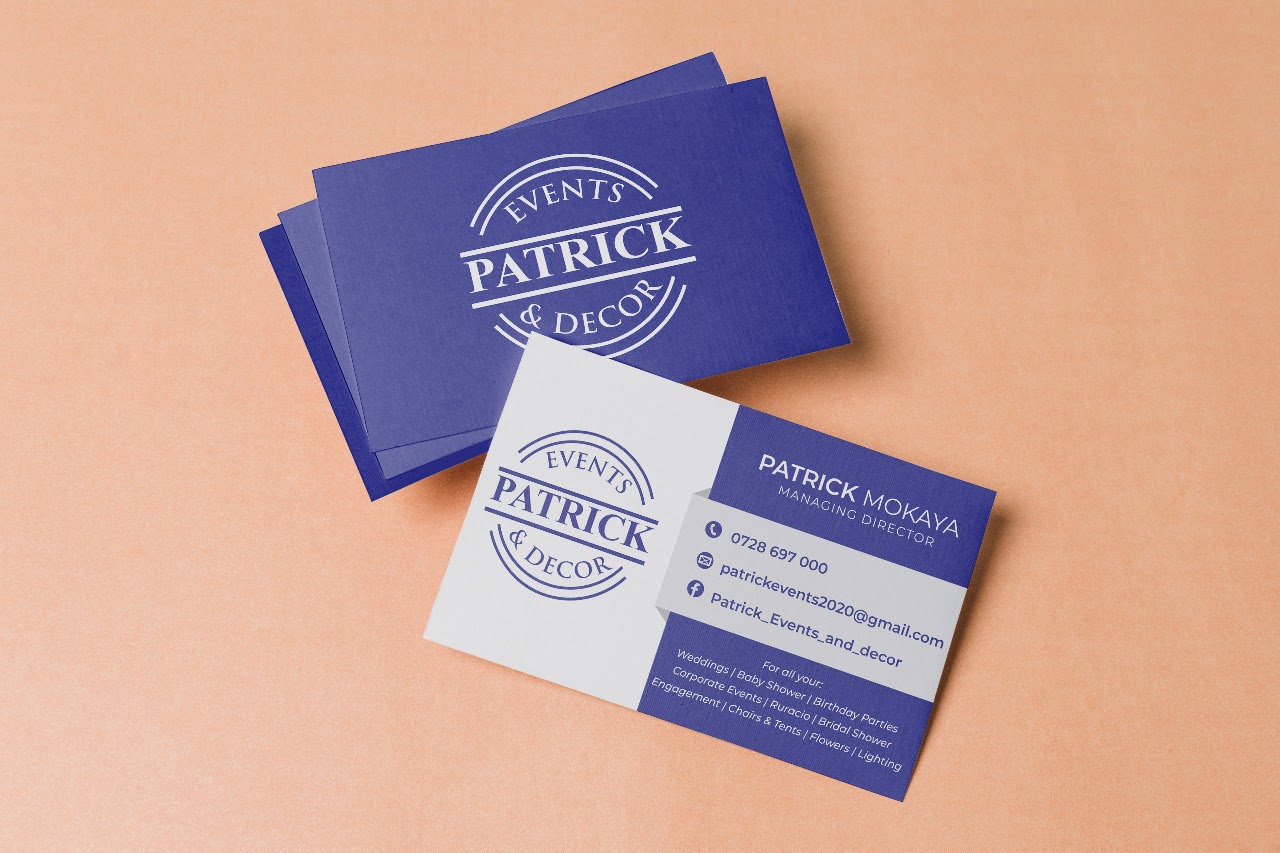 EVENTS
PATRICK
& DECOR
EVENTS
PATRICK
& DECOR
PATRICK MOKAYA
MANAGING DIRECTOR
0728 697 000
patrickevents2020@gmail.com
Patrick_Events_and_decor
For all your:
Weddings | Baby Shower | Birthday Parties
Corporate Events | Ruracio | Bridal Shower
Engagement | Chairs & Tents | Flowers | Lighting